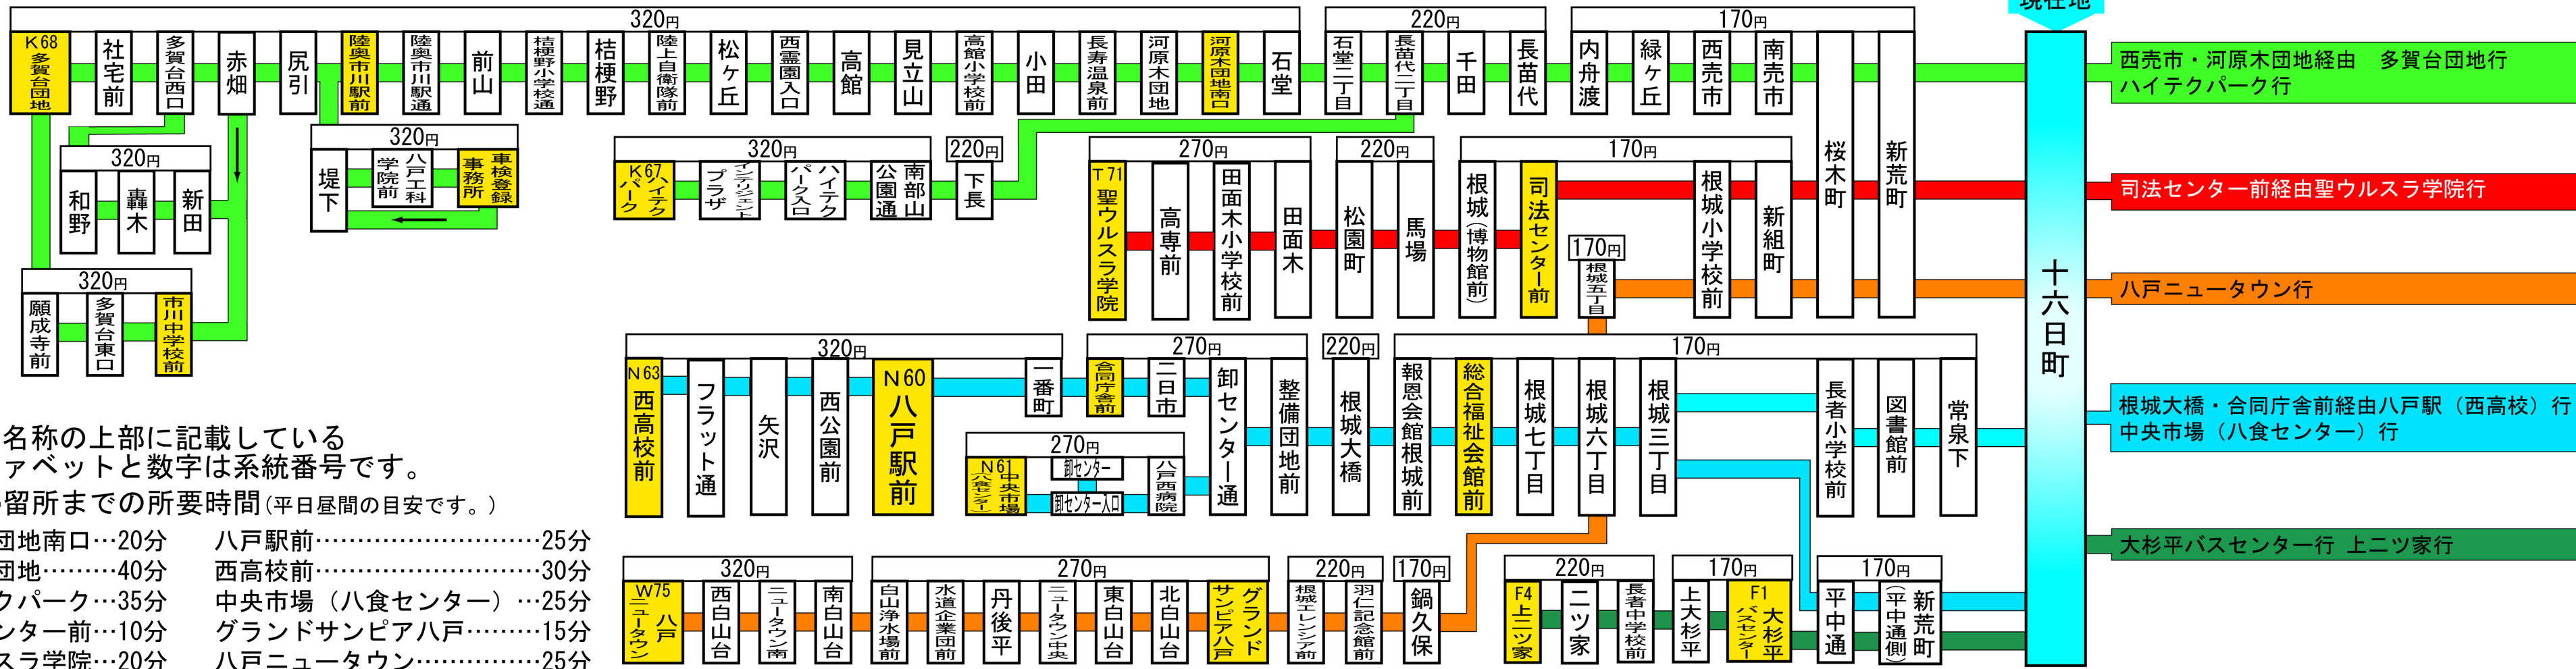 現在地
320円
220円
170円
K68
多賀台団地
社宅前
多賀台西口
赤畑
尻引
陸奥市川駅前
陸奥市川駅通
前山
桔梗野小学校通
桔梗野
陸上自衛隊前
松ヶ丘
西霊園入口
高館
見立山
高館小学校前
小田
長寿温泉前
河原木団地
河原木団地南口
石堂
石堂二丁目
長苗代二丁目
千田
長苗代
内舟渡
緑ヶ丘
西売市
南売市
桜木町
新荒町
十六日町
西売市・河原木団地経由　多賀台団地行
ハイテクパーク行
320円
和野
轟木
新田
320円
堤下
八戸工科
学院前
車検登録
事務所
320円
220円
K67
ハイテク
パーク
インテリジェント
プラザ
ハイテク
パーク入口
南部山
公園通
下長
270円
220円
170円
T71
聖ウルスラ学院
高専前
田面木小学校前
田面木
松園町
馬場
根城(博物館前)
司法センター前
根城小学校前
新組町
司法センター前経由聖ウルスラ学院行
170円
根城五丁目
八戸ニュータウン行
320円
願成寺前
多賀台東口
市川中学校前
320円
270円
220円
170円
N63
西高校前
フラット通
矢沢
西公園前
N60
八戸駅前
一番町
合同庁舎前
二日市
卸センター通
整備団地前
根城大橋
報恩会館根城前
総合福祉会館前
根城七丁目
根城六丁目
根城三丁目
長者小学校前
図書館前
常泉下
根城大橋・合同庁舎前経由八戸駅（西高校）行
中央市場（八食センター）行
270円
N61
中央市場
(八食センター)
卸センター
卸センター入口
八戸西病院
大杉平バスセンター行 上二ツ家行
320円
270円
220円
170円
220円
170円
170円
W75
八戸
ニュータウン
西白山台
ニュータウン南
南白山台
白山浄水場前
水道企業団前
丹後平
ニュータウン中央
東白山台
北白山台
グランド
サンピア八戸
根城エレンシア前
羽仁記念館前
鍋久保
F4
上二ツ家
二ツ家
長者中学校前
上大杉平
F1
大杉平
バスセンター
平中通
新荒町
(平中通側)
名称の上部に記載している
ァベットと数字は系統番号です。
留所までの所要時間(平日昼間の目安です。)
団地南口…20分
団地………40分
クパーク…35分
ンター前…10分
スラ学院…20分
八戸駅前……………………… 25分
西高校前……………………… 30分
中央市場（八食センター）…25分
グランドサンピア八戸………15分
八戸ニュータウン……………25分